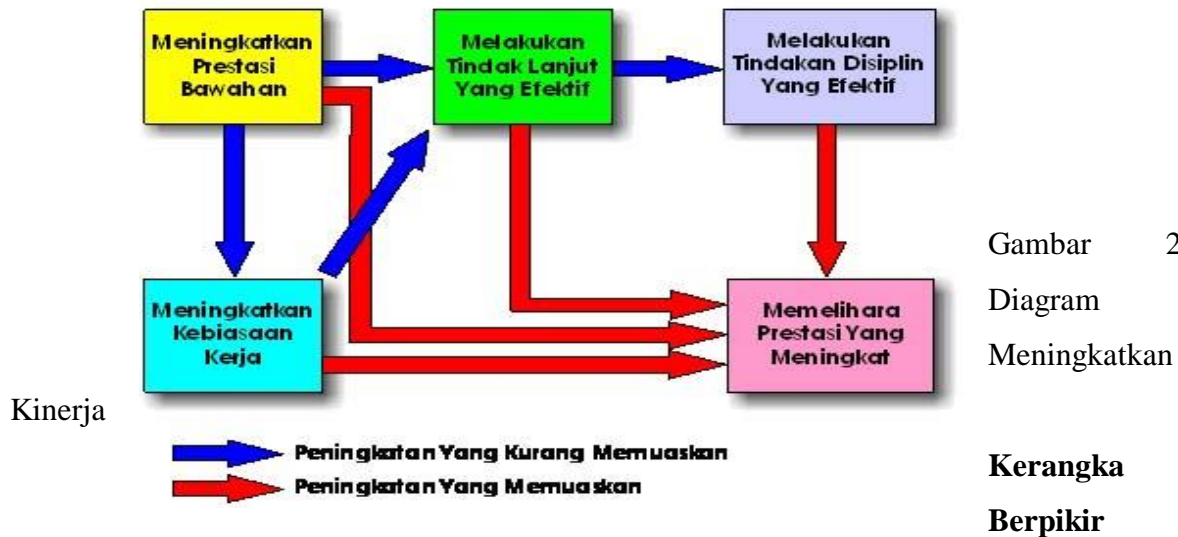 Meningkatkan
Prestasi
Bawahan
Melakukan
Tindak Lanjut
Yang Efektif
Melakukan
Tindakan Disiplin
Yang Efektif
Meningkatkan
Kebiasaan
Kerja
Memelihara
Prestasi Yang
Meningkat
Gambar 2
Diagram
Meningkatkan
Kinerja
Peningkatan Yang Kurang Memuaskan
Peningkatan Yang Memuaskan
Kerangka
Berpikir